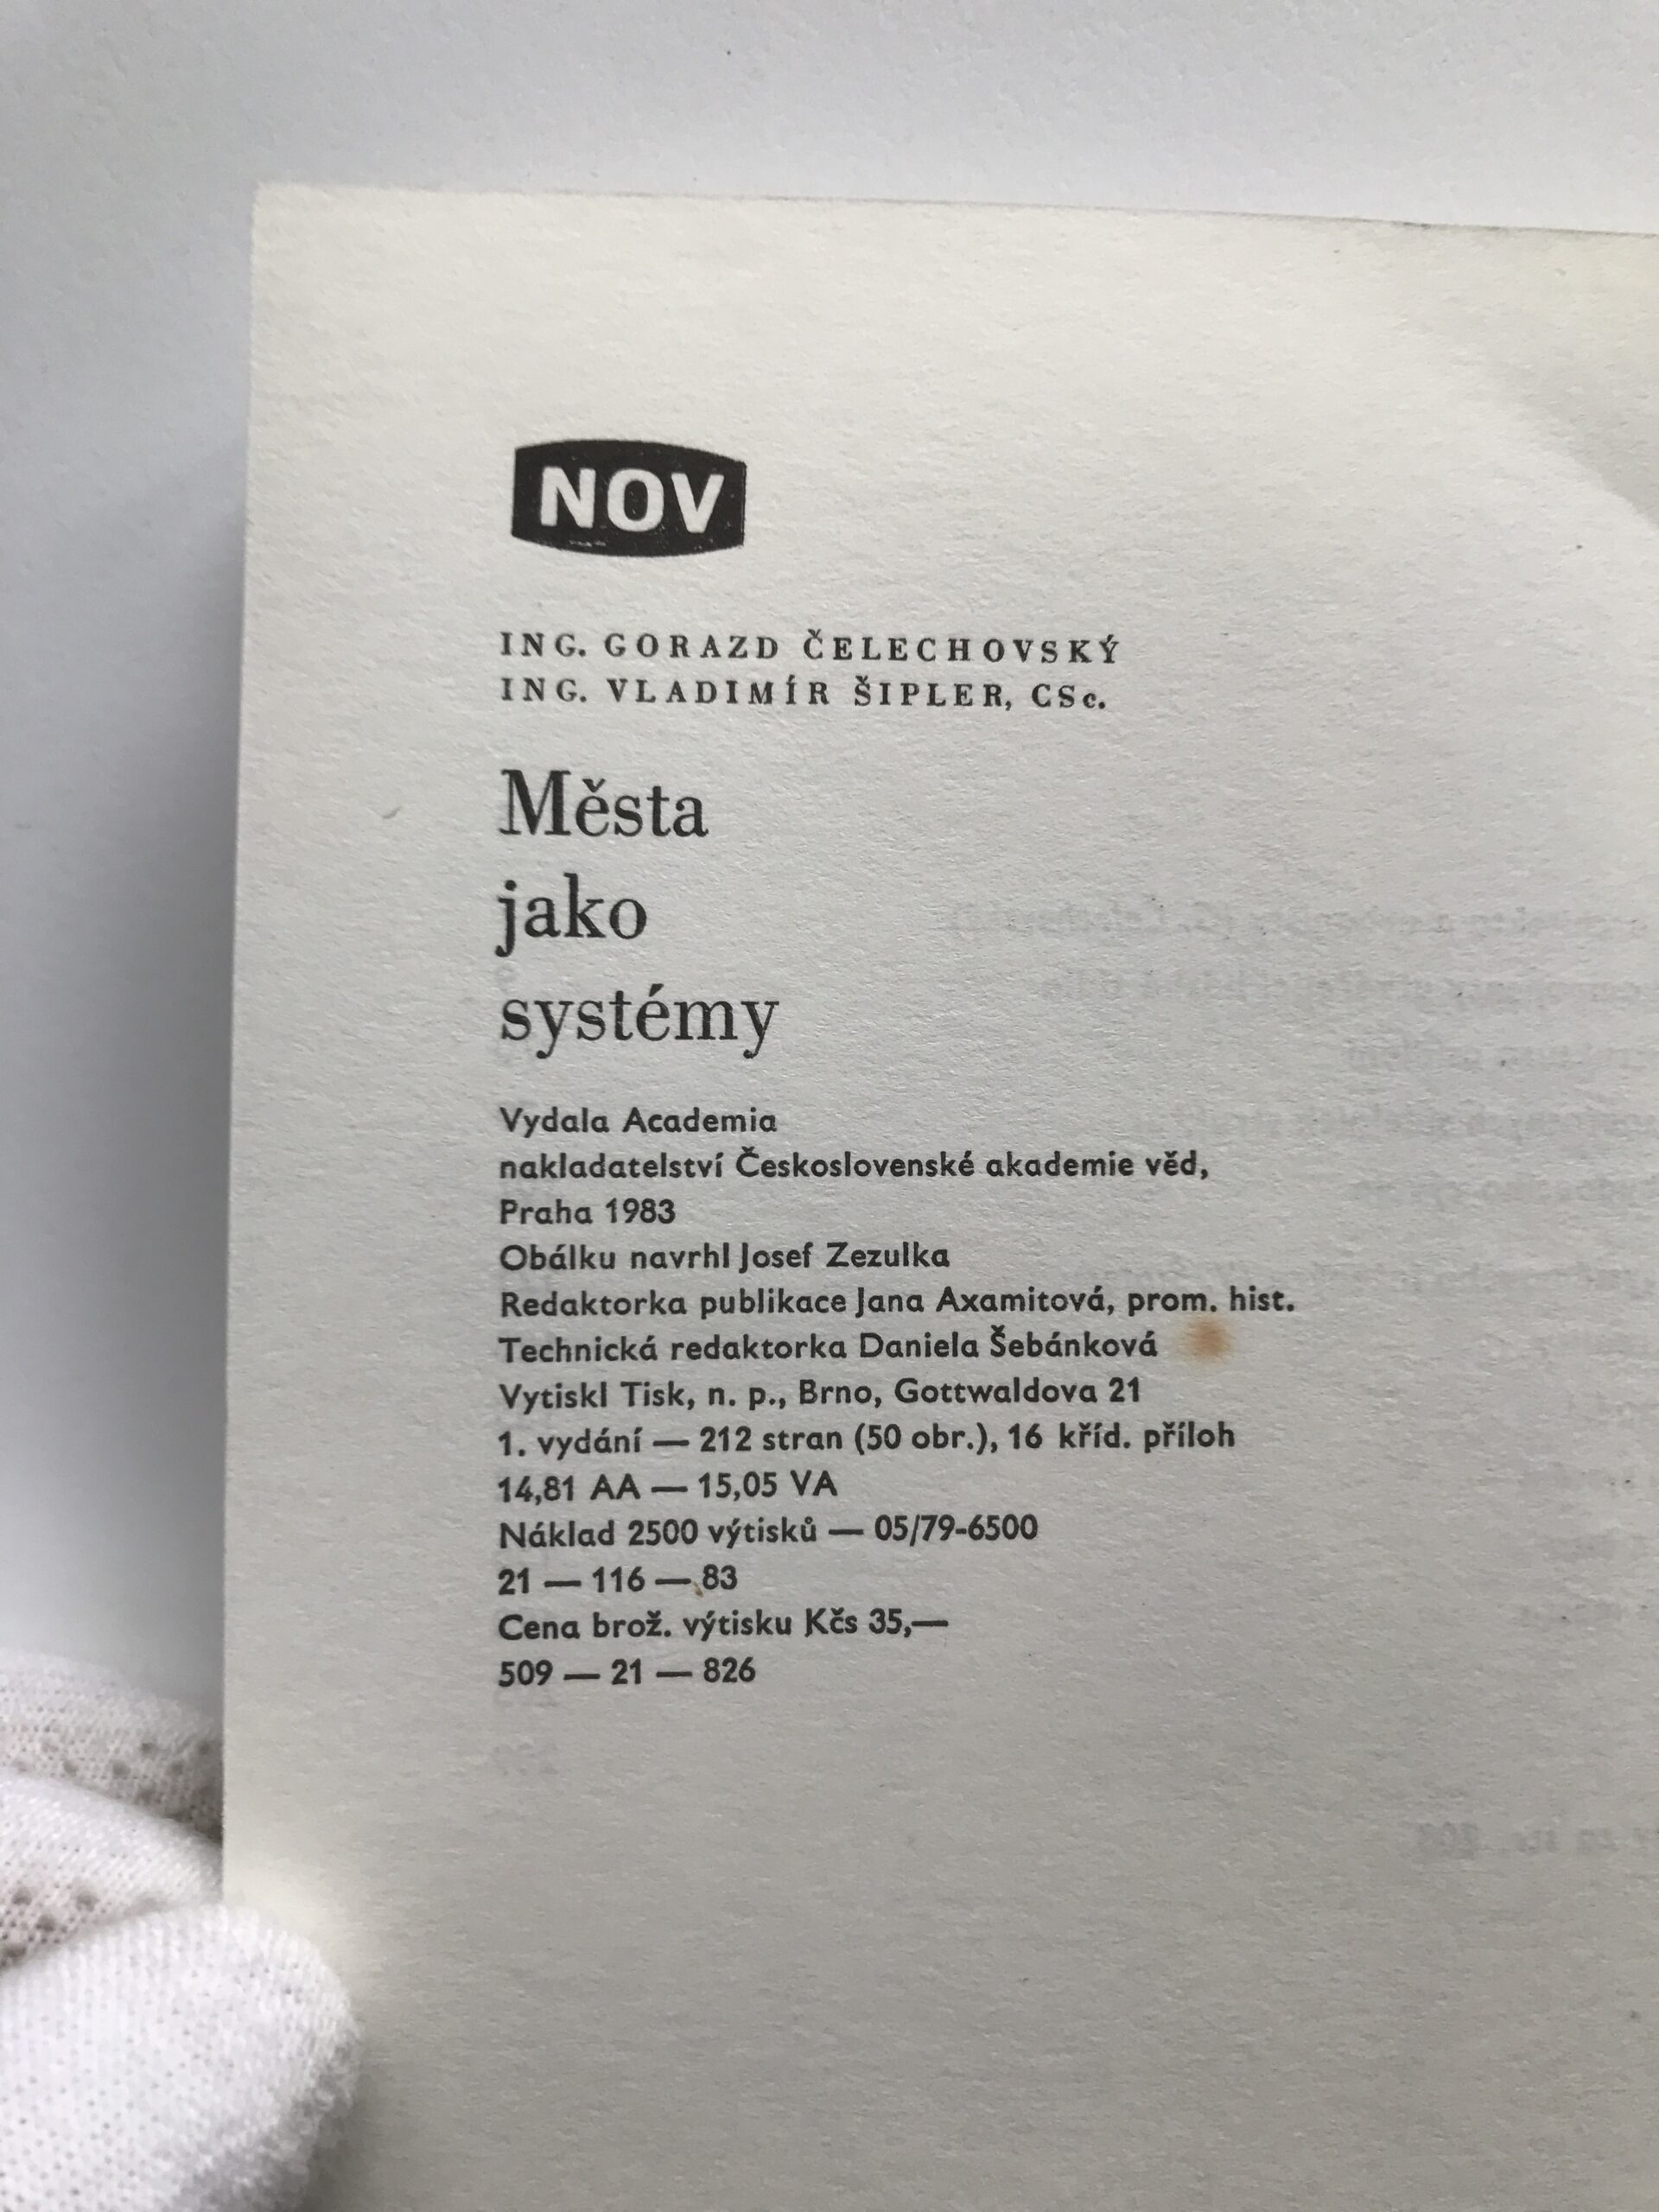 NOV
ING. GORAZD ČELECHOVSKÝ
ING. VLADIMÍR ŠIPLER, CSc.
Města
jako
systémy
Vydala Academia
nakladatelství Československé akademie věd,
Praha 1983
Obálku navrhl Josef Zezulka
Redaktorka publikace Jana Axamitová, prom. hist.
Technická redaktorka Daniela Šebánková
Vytiskl Tisk, n. p., Brno, Gottwaldova 21
1. vydání — 212 stran (50 obr.), 16 kříd. příloh
14,81 AA — 15,05 VA
Náklad 2500 výtisků — 05/79-6500
21 — 116 — 83
Cena brož. výtisku Kčs 35,—
509 — 21 — 826